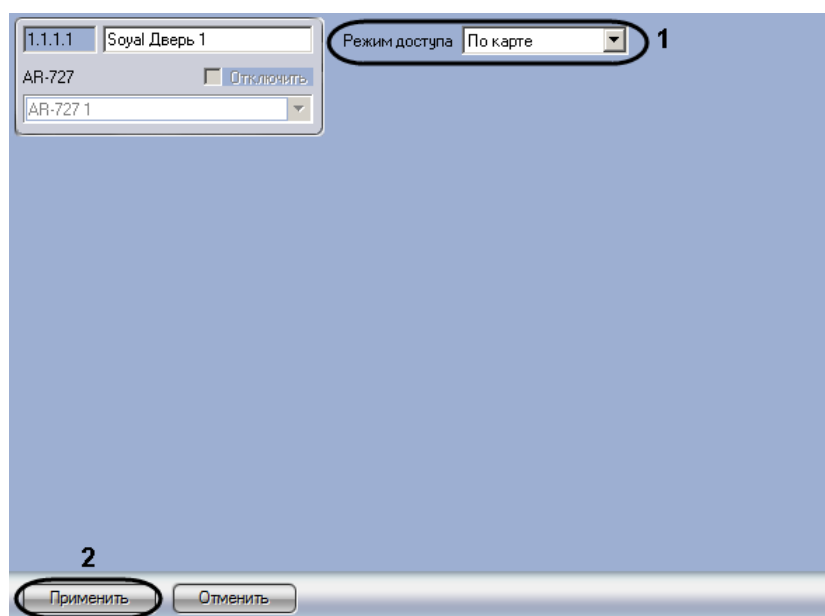 1.1.1.1 Soyal Дверь 1 Режим доступа По карте 1
AR-727 Отключить
AR-727 1
2
Применить Отменить